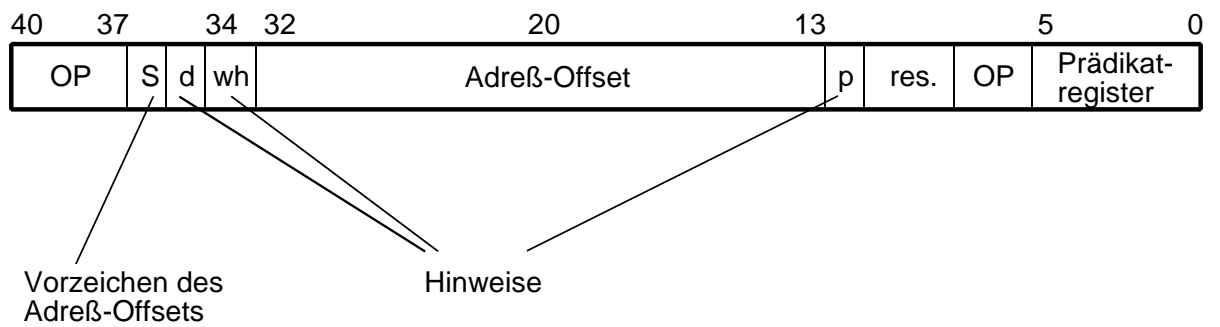 40 37 34 32 20 13 5 0
OP S d wh Adreß-Offset p res. OP Prädikat-
register
Vorzeichen des Hinweise
Adreß-Offsets